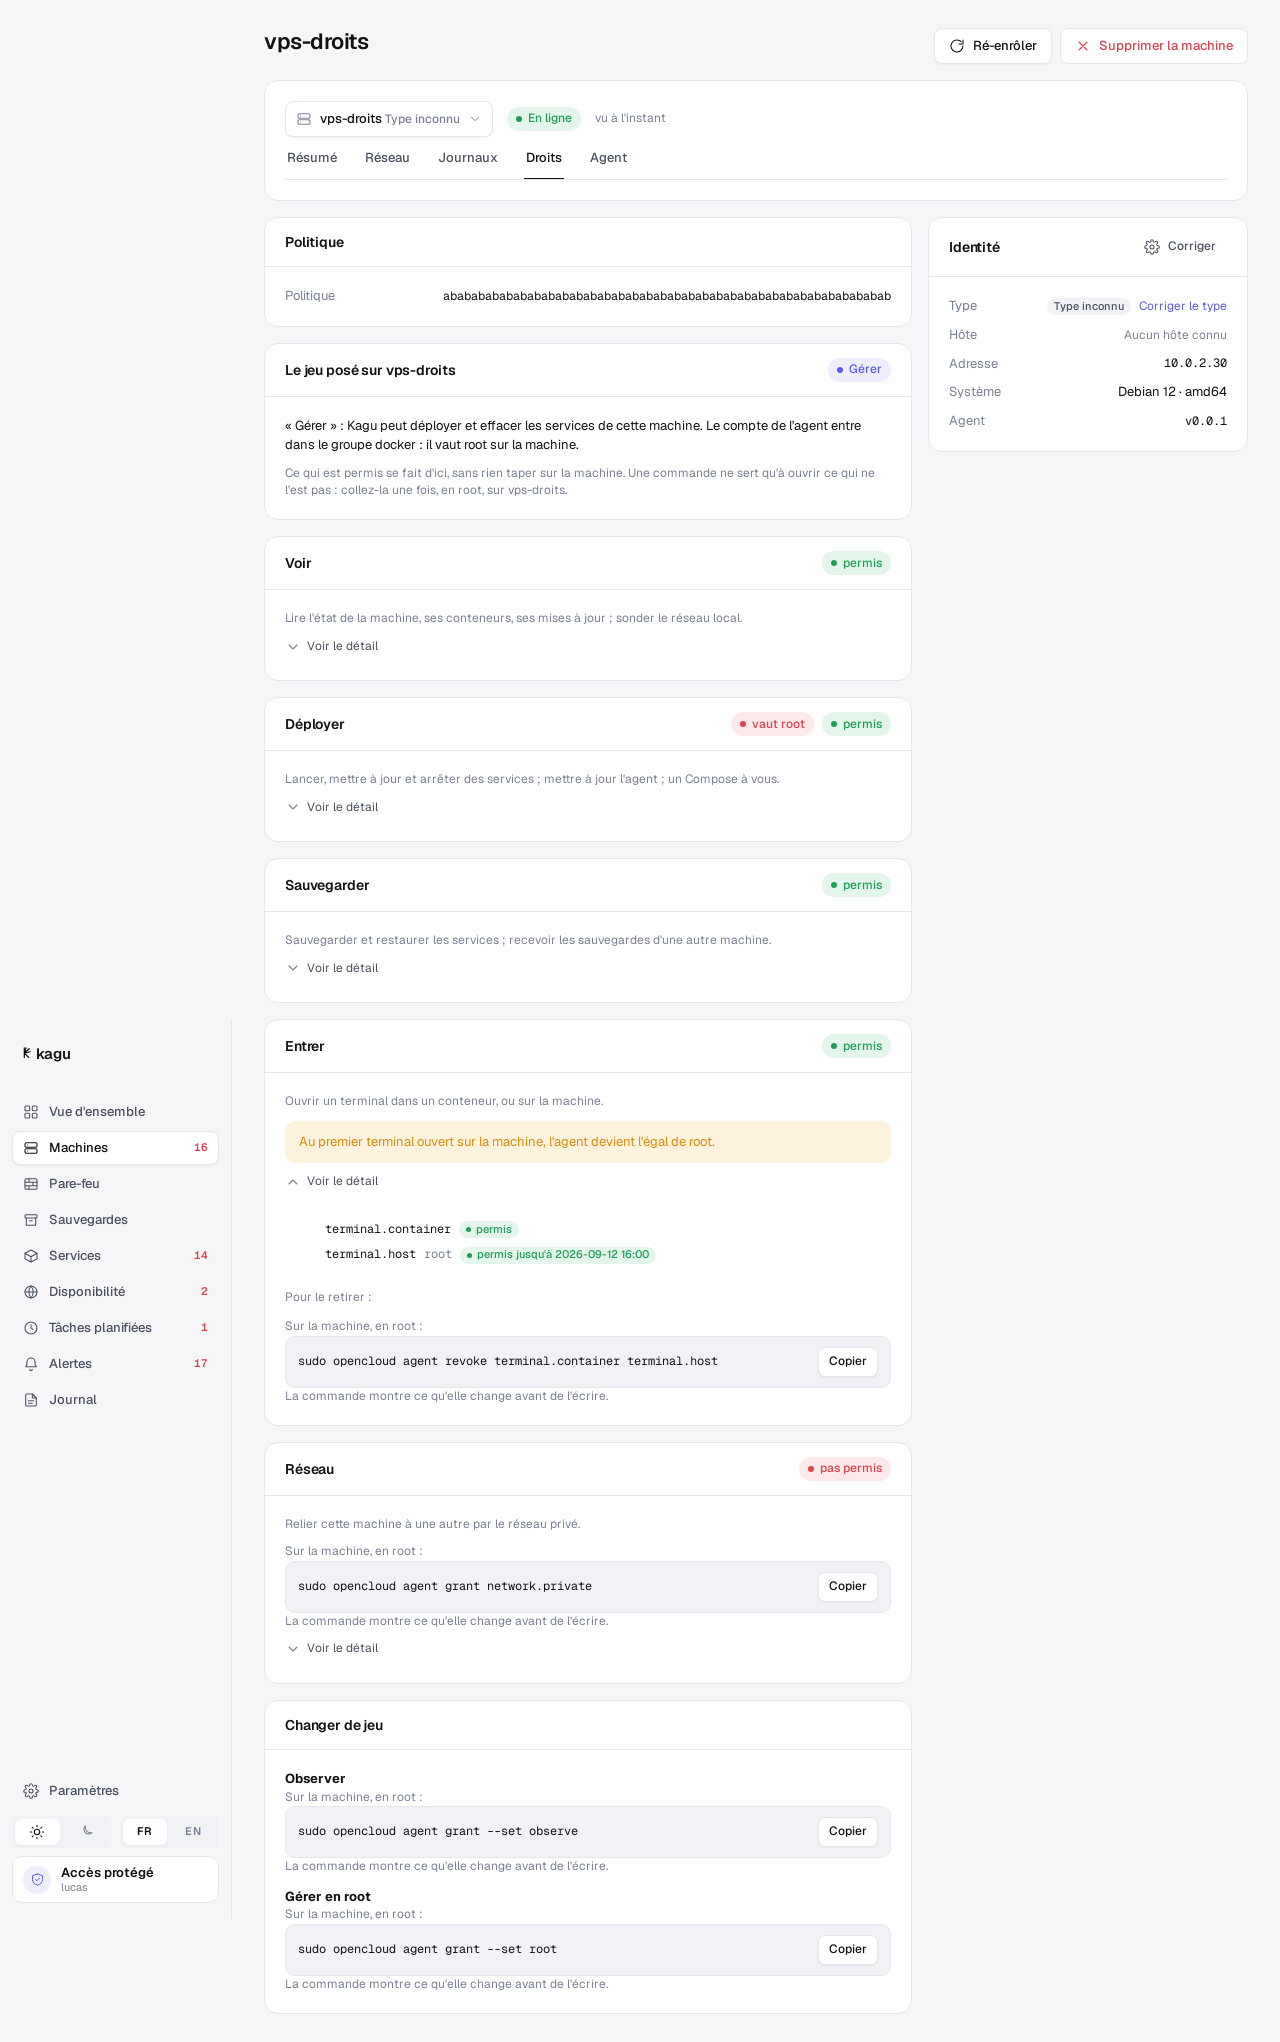 vps-droits
Ré-enrôler
Supprimer la machine
vps-droits Type inconnu
En ligne
vu à l'instant
Résumé
Réseau
Journaux
Droits
Agent
Politique
Politique
abababababababababababababababababababababababababababababababab
Identité
Corriger
Type
Type inconnu
Corriger le type
Hôte
Aucun hôte connu
Adresse
10.0.2.30
Système
Debian 12 · amd64
Agent
v0.0.1
Le jeu posé sur vps-droits
Gérer
« Gérer » : Kagu peut déployer et effacer les services de cette machine. Le compte de l'agent entre
dans le groupe docker : il vaut root sur la machine.
Ce qui est permis se fait d'ici, sans rien taper sur la machine. Une commande ne sert qu'à ouvrir ce qui ne
l'est pas : collez-la une fois, en root, sur vps-droits.
Voir
permis
Lire l'état de la machine, ses conteneurs, ses mises à jour ; sonder le réseau local.
Voir le détail
Déployer
vaut root
permis
Lancer, mettre à jour et arrêter des services ; mettre à jour l'agent ; un Compose à vous.
Voir le détail
Sauvegarder
permis
Sauvegarder et restaurer les services ; recevoir les sauvegardes d'une autre machine.
Voir le détail
Entrer
permis
Ouvrir un terminal dans un conteneur, ou sur la machine.
Au premier terminal ouvert sur la machine, l'agent devient l'égal de root.
Voir le détail
terminal.container
permis
terminal.host root
permis jusqu'à 2026-09-12 16:00
Pour le retirer :
Sur la machine, en root :
sudo opencloud agent revoke terminal.container terminal.host
Copier
La commande montre ce qu'elle change avant de l'écrire.
Réseau
pas permis
Relier cette machine à une autre par le réseau privé.
Sur la machine, en root :
sudo opencloud agent grant network.private
Copier
La commande montre ce qu'elle change avant de l'écrire.
Voir le détail
Changer de jeu
Observer
Sur la machine, en root :
sudo opencloud agent grant --set observe
Copier
La commande montre ce qu'elle change avant de l'écrire.
Gérer en root
Sur la machine, en root :
sudo opencloud agent grant --set root
Copier
La commande montre ce qu'elle change avant de l'écrire.
kagu
Vue d'ensemble
Machines
16
Pare-feu
Sauvegardes
Services
14
Disponibilité
2
Tâches planifiées
1
Alertes
17
Journal
Paramètres
FR
EN
Accès protégé
lucas